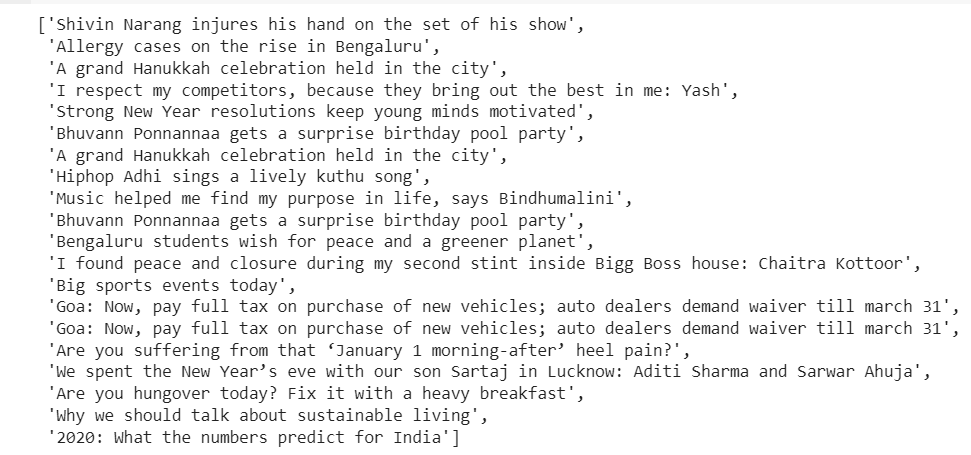 ['Shivin Narang injures his hand on the set of his show',
'Allergy cases on the rise in Bengaluru',
'A grand Hanukkah celebration held in the city',
'I respect my competitors, because they bring out the best in me: Yash',
'Strong New Year resolutions keep young minds motivated',
'Bhuvann Ponnannaa gets a surprise birthday pool party',
'A grand Hanukkah celebration held in the city',
'Hiphop Adhi sings a lively kuthu song',
'Music helped me find my purpose in life, says Bindhumalini',
'Bhuvann Ponnannaa gets a surprise birthday pool party',
'Bengaluru students wish for peace and a greener planet',
'I found peace and closure during my second stint inside Bigg Boss house: Chaitra Kottoor',
'Big sports events today',
'Goa: Now, pay full tax on purchase of new vehicles; auto dealers demand waiver till march 31',
'Goa: Now, pay full tax on purchase of new vehicles; auto dealers demand waiver till march 31',
'Are you suffering from that ‘January 1 morning-after’ heel pain?',
'We spent the New Year’s eve with our son Sartaj in Lucknow: Aditi Sharma and Sarwar Ahuja',
'Are you hungover today? Fix it with a heavy breakfast',
'Why we should talk about sustainable living',
'2020: What the numbers predict for India']